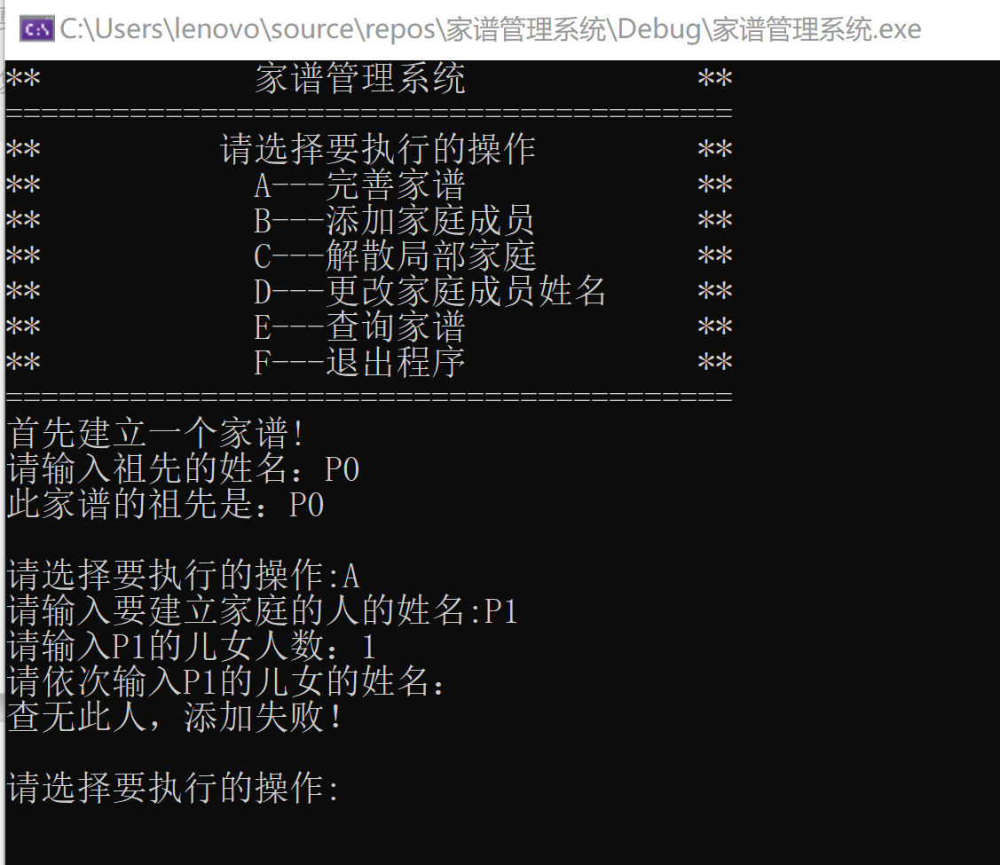 C:\Users\lenovo\source\repos\家谱管理系统\Debug\家谱管理系统.exe
** 家谱管理系统 **
=========================================
** 请选择要执行的操作 **
** A---完善家谱 **
** B---添加家庭成员 **
** C---解散局部家庭 **
** D---更改家庭成员姓名 **
** E---查询家谱 **
** F---退出程序 **
=========================================
首先建立一个家谱!
请输入祖先的姓名：P0
此家谱的祖先是：P0
请选择要执行的操作:A
请输入要建立家庭的人的姓名:P1
请输入P1的儿女人数：1
请依次输入P1的儿女的姓名：
查无此人，添加失败!
请选择要执行的操作: